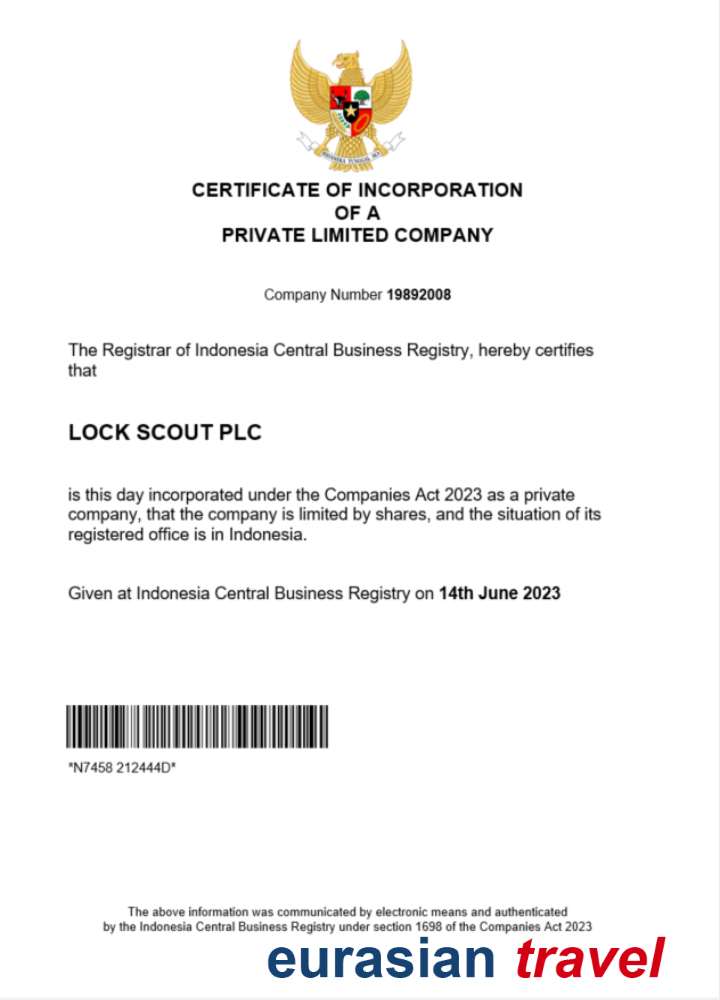 CERTIFICATE OF INCORPORATION
OF A
PRIVATE LIMITED COMPANY
Company Number 19892008
The Registrar of Indonesia Central Business Registry, hereby certifies
that
LOCK SCOUT PLC
is this day incorporated under the Companies Act 2023 as a private
company, that the company is limited by shares, and the situation of its
registered office is in Indonesia.
Given at Indonesia Central Business Registry on 14th June 2023
*N7458 212444D*
The above information was communicated by electronic means and authenticated
by the Indonesia Central Business Registry under section 1698 of the Companies Act 2023
eurasian travel